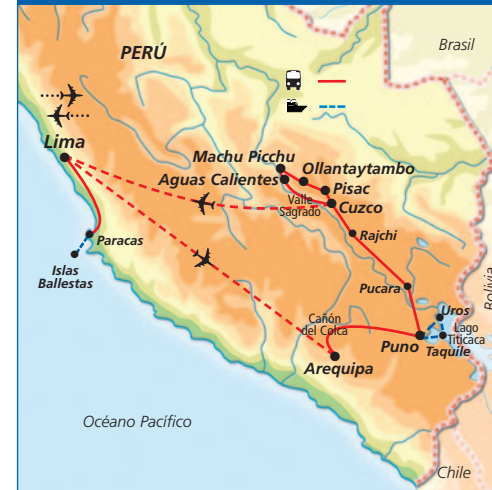 PERÚ
Brasil
Lima
Machu Picchu
Ollantaytambo
Aguas Calientes
Pisac
Valle
Sagrado
Cuzco
Paracas
Rajchi
Islas
Ballestas
Pucara
Bolivia
Uros
Cañón
del Colca
Lago
Titicaca
Puno
Taquile
Arequipa
Océano Pacífico
Chile